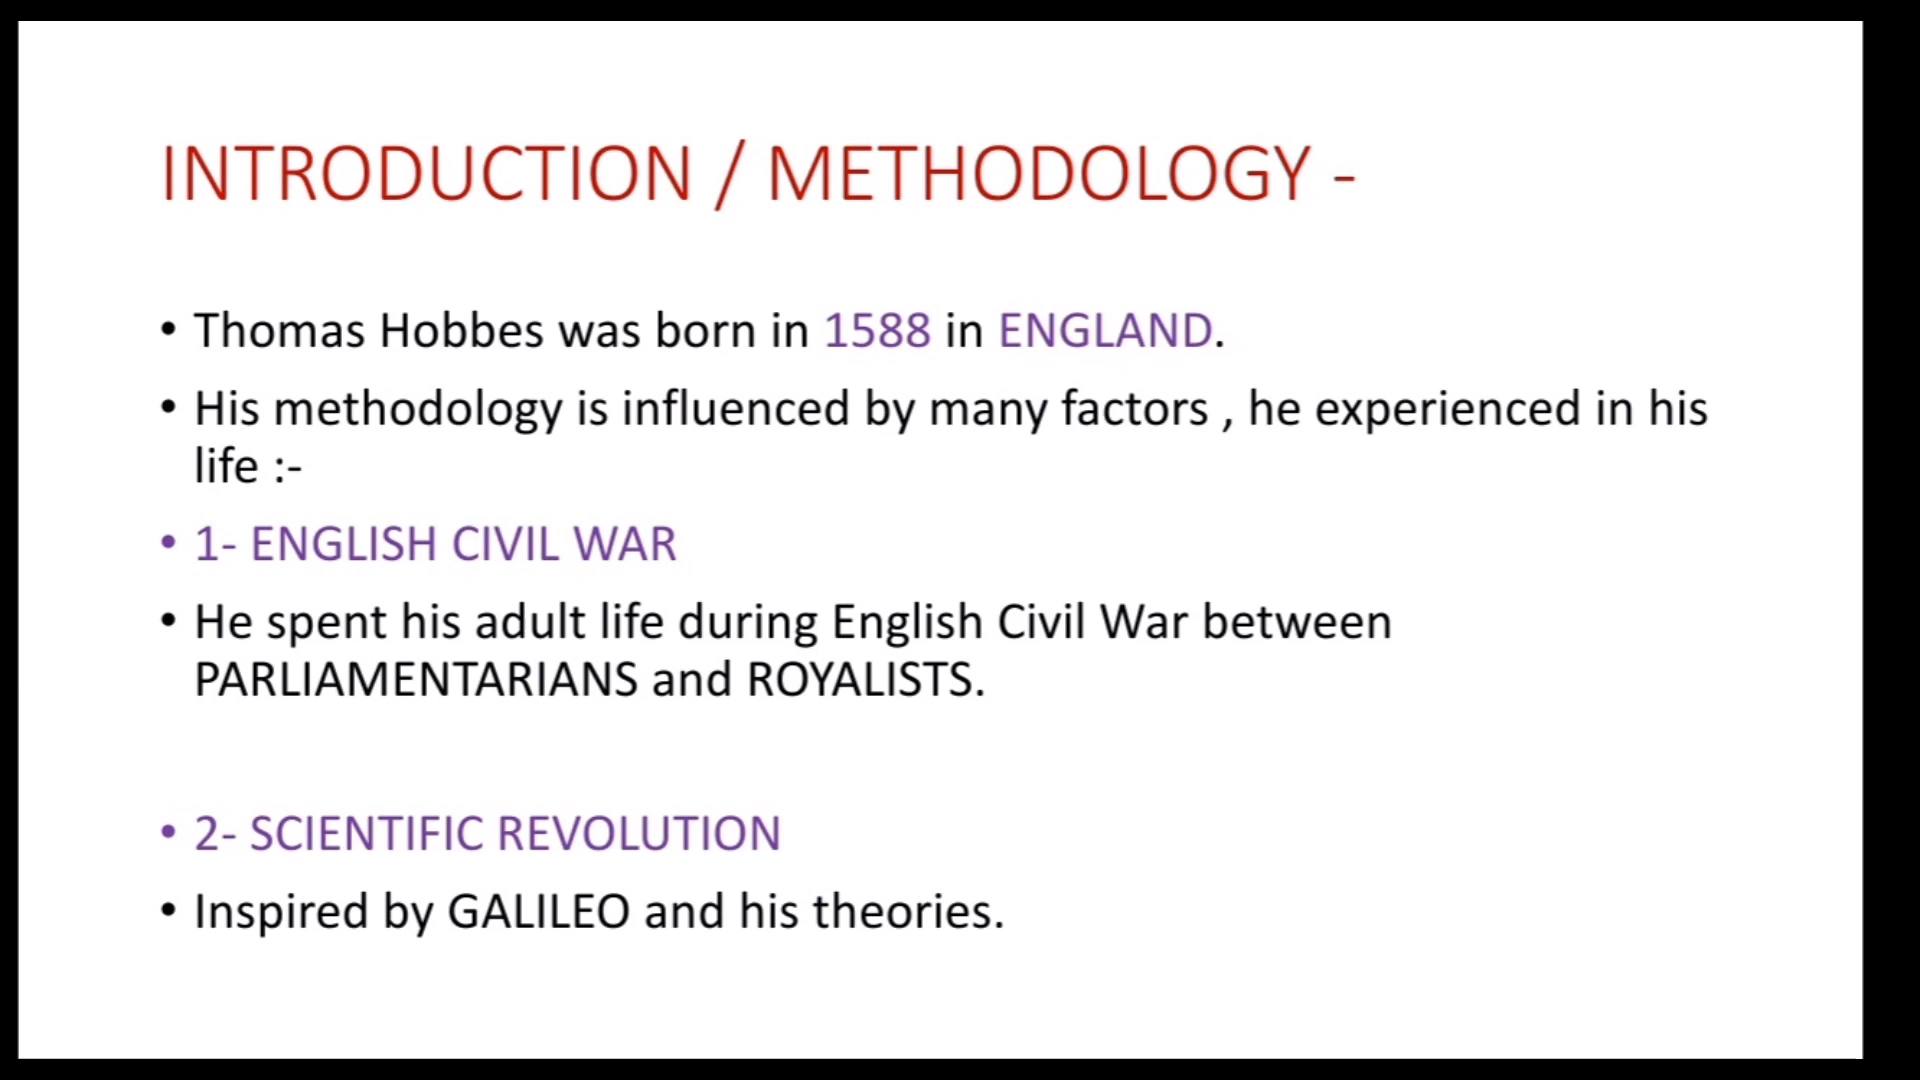 INTRODUCTION / METHODOLOGY -
• Thomas Hobbes was born in 1588 in ENGLAND.
• His methodology is influenced by many factors , he experienced in his
life :-
• 1- ENGLISH CIVIL WAR
• He spent his adult life during English Civil War between
PARLIAMENTARIANS and ROYALISTS.
• 2- SCIENTIFIC REVOLUTION
• Inspired by GALILEO and his theories.